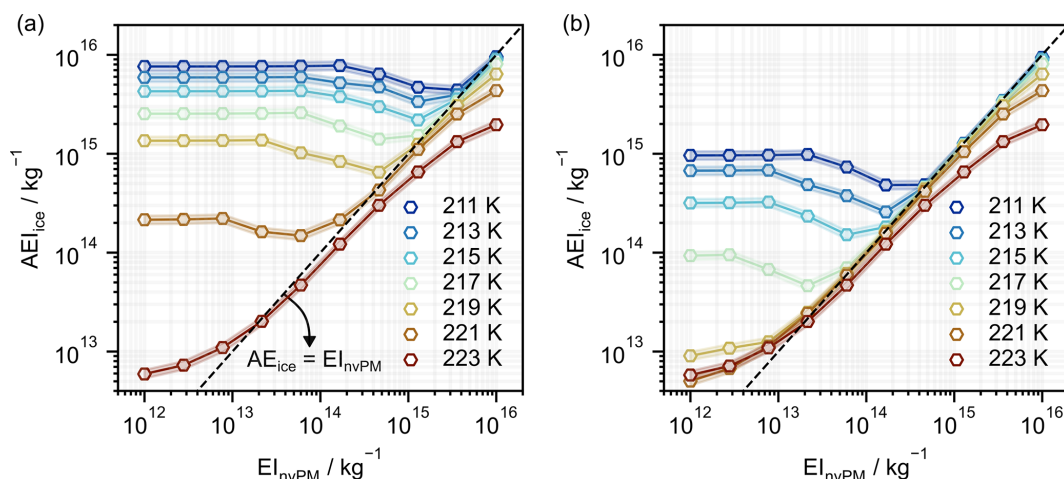 (a)
(b)
10^16
10^15
10^14
10^13
AEI_ice / kg^−1
211 K
213 K
215 K
217 K
219 K
221 K
223 K
AE_ice = EI_nvPM
10^12
10^13
10^14
10^15
10^16
EI_nvPM / kg^−1
10^16
10^15
10^14
10^13
AEI_ice / kg^−1
211 K
213 K
215 K
217 K
219 K
221 K
223 K
10^12
10^13
10^14
10^15
10^16
EI_nvPM / kg^−1